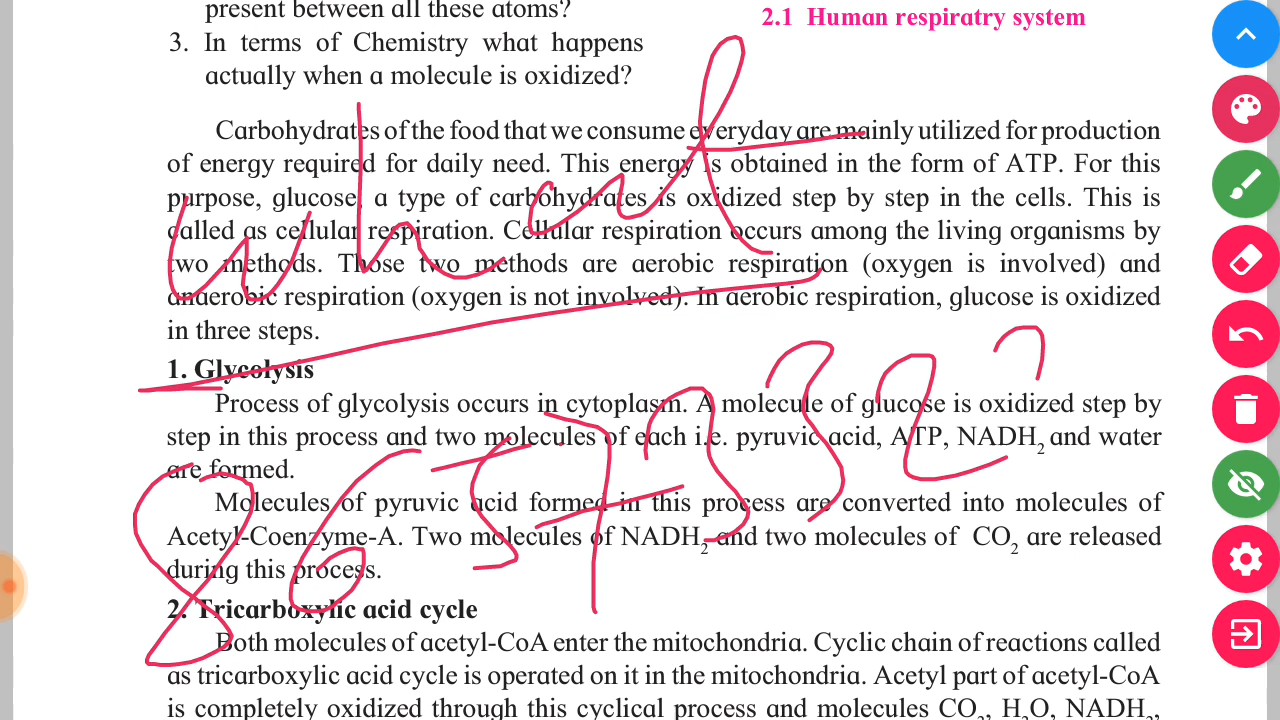 present between all these atoms?
2.1 Human respiratry system
3. In terms of Chemistry what happens
actually when a molecule is oxidized?
Carbohydrates of the food that we consume everyday are mainly utilized for production
of energy required for daily need. This energy is obtained in the form of ATP. For this
purpose, glucose, a type of carbohydrates is oxidized step by step in the cells. This is
called as cellular respiration. Cellular respiration occurs among the living organisms by
two methods. Those two methods are aerobic respiration (oxygen is involved) and
anaerobic respiration (oxygen is not involved). In aerobic respiration, glucose is oxidized
in three steps.
what
1. Glycolysis
Process of glycolysis occurs in cytoplasm. A molecule of glucose is oxidized step by
step in this process and two molecules of each i.e. pyruvic acid, ATP, NADH₂ and water
are formed.
Molecules of pyruvic acid formed in this process are converted into molecules of
Acetyl-Coenzyme-A. Two molecules of NADH₂ and two molecules of CO₂ are released
during this process.
2. Tricarboxylic acid cycle
Both molecules of acetyl-CoA enter the mitochondria. Cyclic chain of reactions called
as tricarboxylic acid cycle is operated on it in the mitochondria. Acetyl part of acetyl-CoA
is completely oxidized through this cyclical process and molecules CO₂, H₂O, NADH₂,